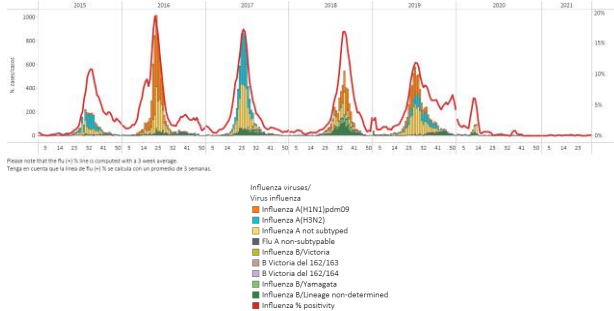 2015 2016 2017 2018 2019 2020 2021
1000
800
600
400
200
0
20%
15%
10%
5%
0%
N. cases/casos
5 14 23 32 41 50 5 14 23 32 41 50 5 14 23 32 41 50 5 14 23 32 41 50 5 14 23 32 41 50 5 14 23 32 41 50 5 14 23
Please note that the flu (+) % line is computed with a 3 week average.
Tenga en cuenta que la línea de flu (+) % se calcula con un promedio de 3 semanas.
Influenza viruses/
Virus influenza
Influenza A(H1N1)pdm09
Influenza A(H3N2)
Influenza A not subtyped
Flu A non-subtypable
Influenza B/Victoria
B Victoria del 162/163
B Victoria del 162/164
Influenza B/Yamagata
Influenza B/Lineage non-determined
Influenza % positivity